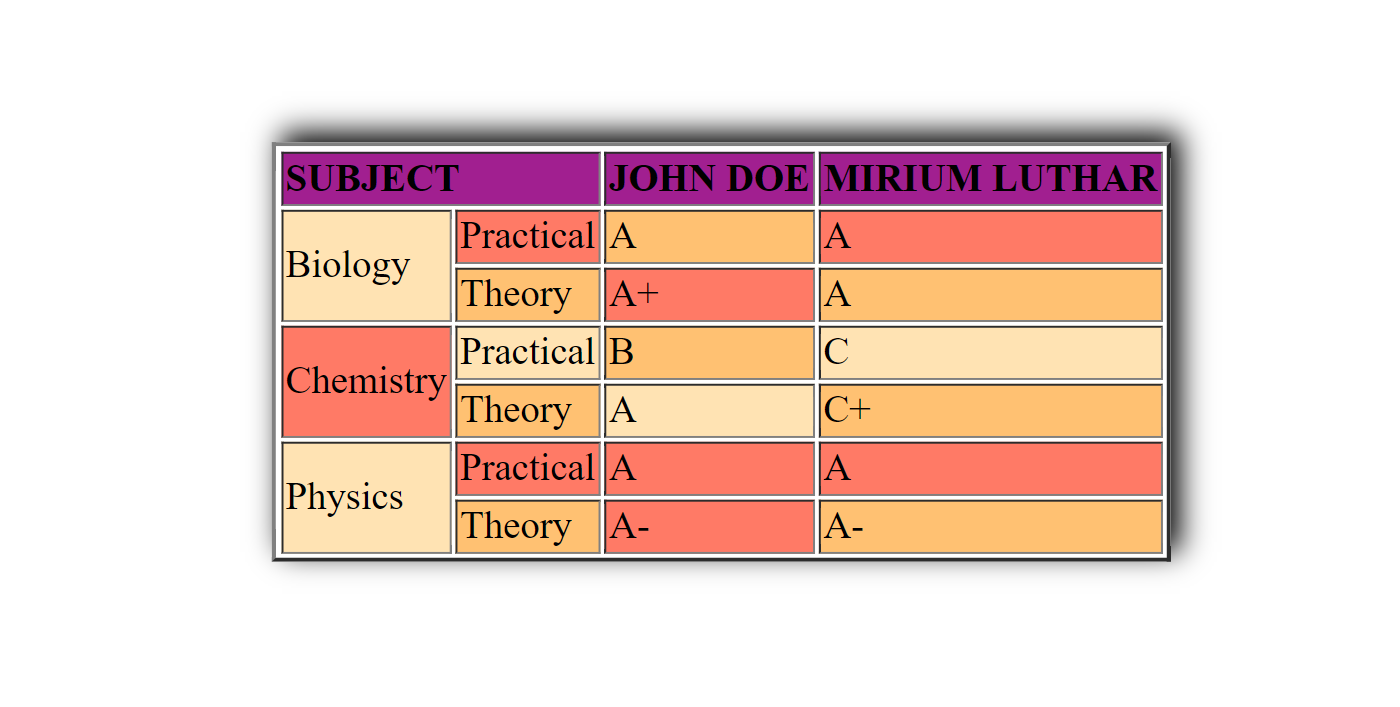 SUBJECT JOHN DOE MIRIUM LUTHAR
Biology Practical A A
Theory A+ A
Chemistry Practical B C
Theory A C+
Physics Practical A A
Theory A- A-